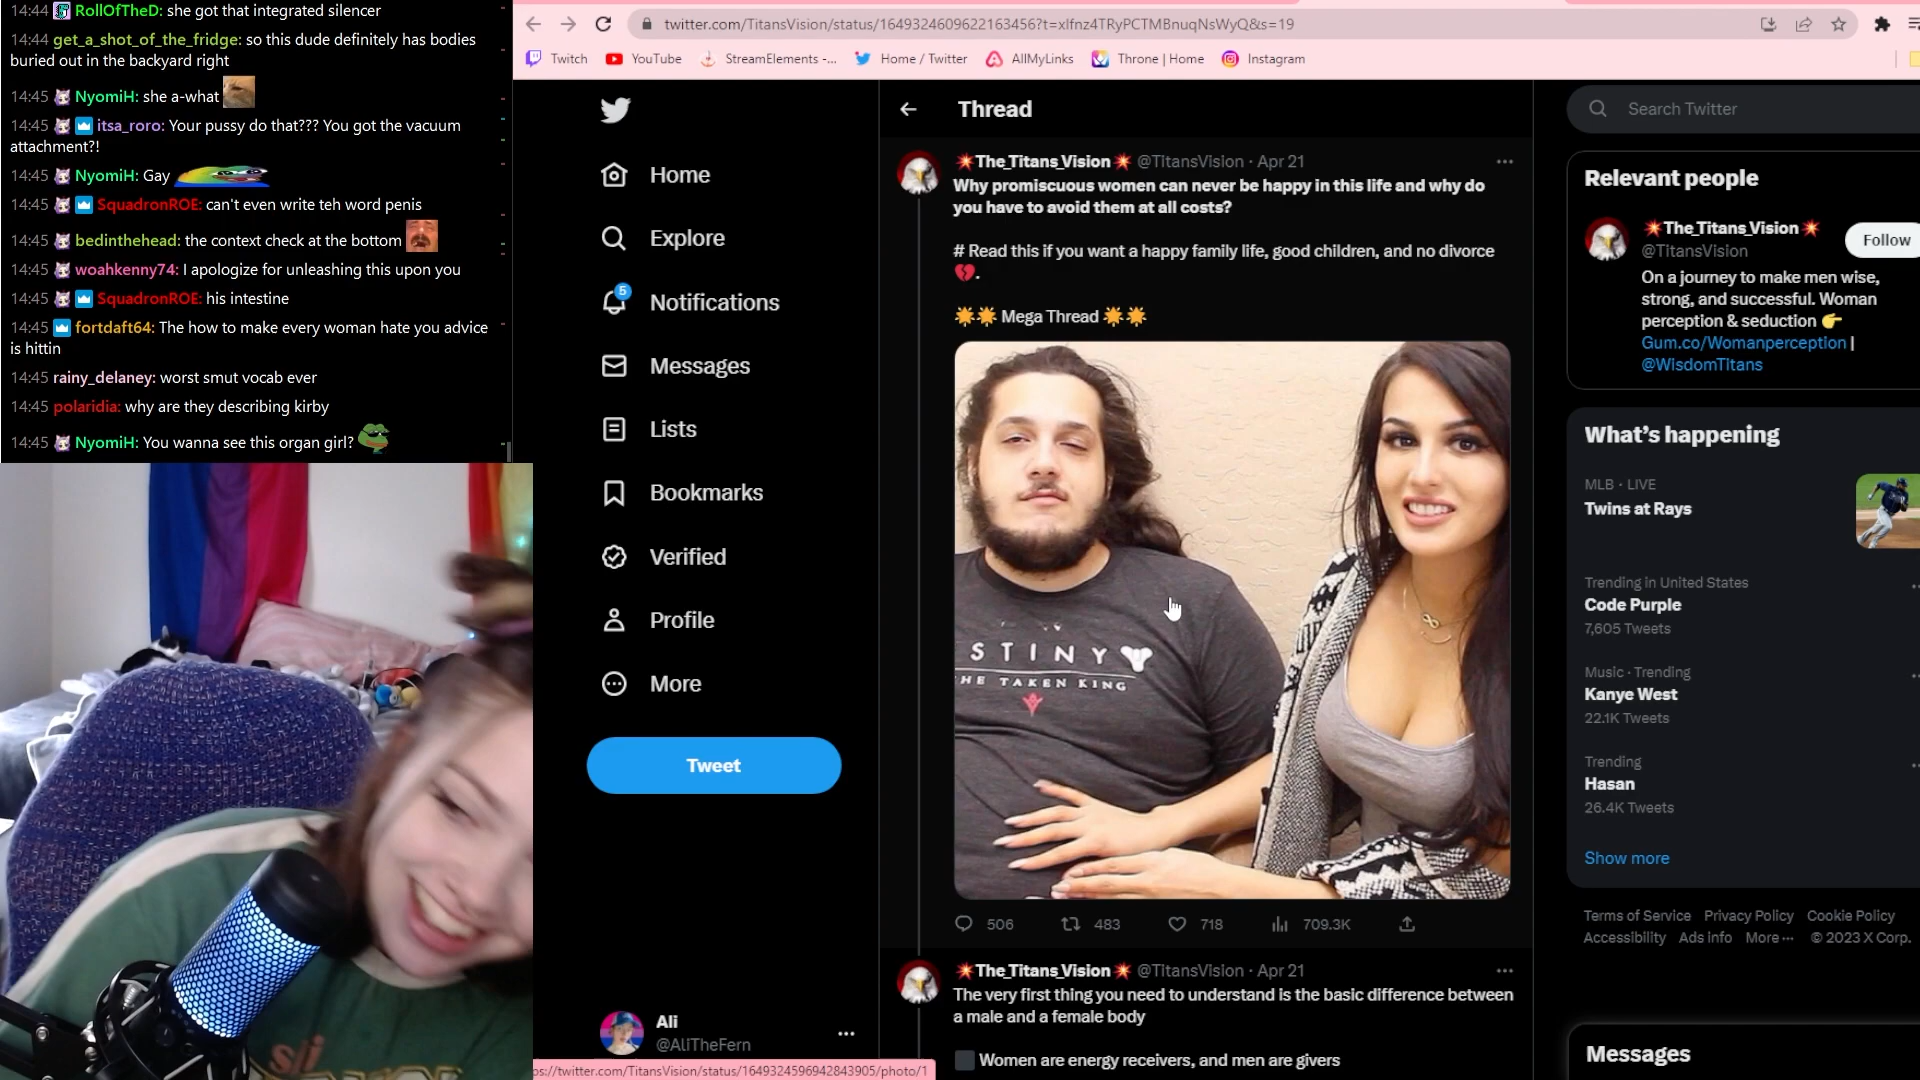 14:44 RollOfTheD: she got that integrated silencer
14:44 get_a_shot_of_the_fridge: so this dude definitely has bodies
buried out in the backyard right
14:45 NyomiH: she a-what
14:45 itsa_roro: Your pussy do that??? You got the vacuum
attachment?!
14:45 NyomiH: Gay
14:45 SquadronROE: can't even write teh word penis
14:45 bedinthehead: the context check at the bottom
14:45 woahkenny74: I apologize for unleashing this upon you
14:45 SquadronROE: his intestine
14:45 fortdaft64: The how to make every woman hate you advice
is hittin
14:45 rainy_delaney: worst smut vocab ever
14:45 polaridia: why are they describing kirby
14:45 NyomiH: You wanna see this organ girl?
twitter.com/TitansVision/status/1649324609622163456?t=xlfnz4TRyPCTMBnuqNsWyQ&s=19
Twitch YouTube StreamElements -... Home / Twitter AllMyLinks Throne | Home Instagram
Home
Explore
5
Notifications
Messages
Lists
Bookmarks
Verified
Profile
More
Tweet
Ali
@AliTheFern
ps://twitter.com/TitansVision/status/1649324596942843905/photo/1
Thread
The_Titans_Vision @TitansVision · Apr 21
Why promiscuous women can never be happy in this life and why do
you have to avoid them at all costs?
# Read this if you want a happy family life, good children, and no divorce
💔.
🌟🌟 Mega Thread 🌟🌟
STINY
HE TAKEN KING
506 483 718 709.3K
The_Titans_Vision @TitansVision · Apr 21
The very first thing you need to understand is the basic difference between
a male and a female body
Women are energy receivers, and men are givers
Search Twitter
Relevant people
The_Titans_Vision
@TitansVision
Follow
On a journey to make men wise,
strong, and successful. Woman
perception & seduction 👉
Gum.co/Womanperception |
@WisdomTitans
What's happening
MLB · LIVE
Twins at Rays
Trending in United States
Code Purple
7,605 Tweets
Music · Trending
Kanye West
22.1K Tweets
Trending
Hasan
26.4K Tweets
Show more
Terms of Service Privacy Policy Cookie Policy
Accessibility Ads info More ··· © 2023 X Corp.
Messages